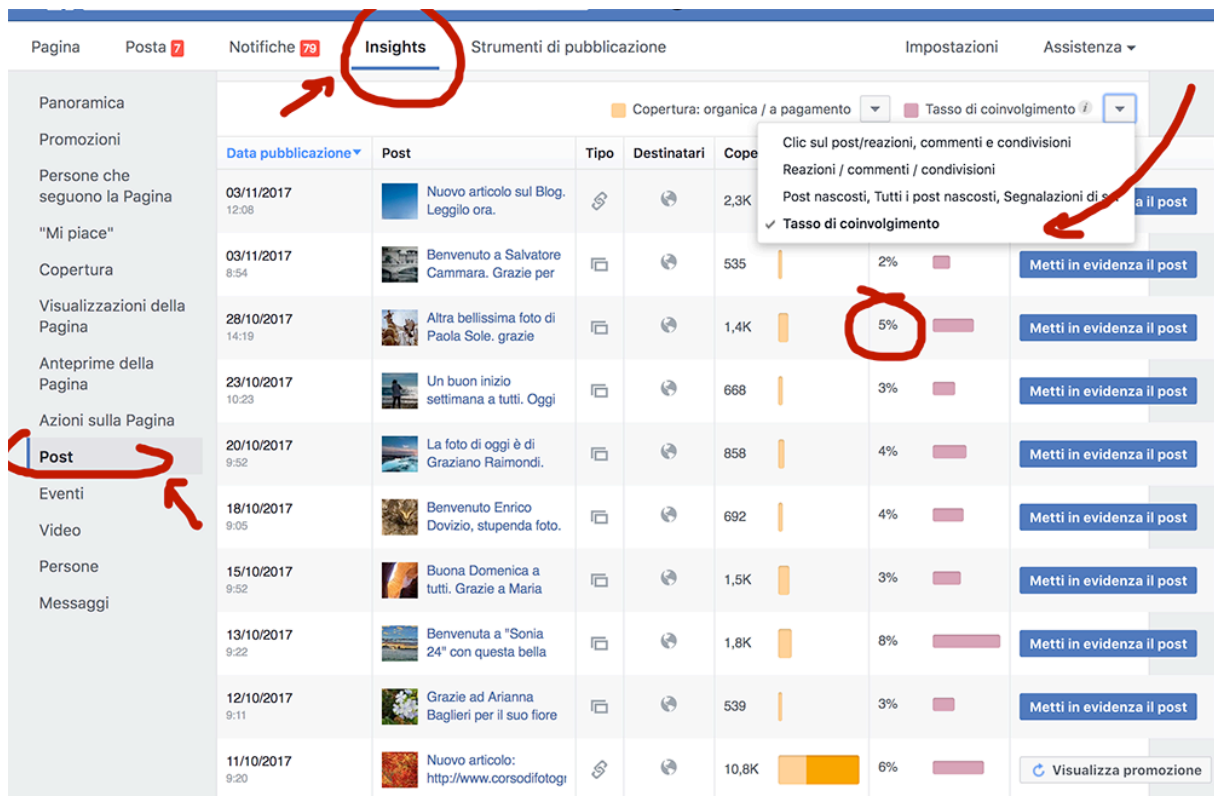 Pagina Posta 7 Notifiche 79 Insights Strumenti di pubblicazione Impostazioni Assistenza
Panoramica
Promozioni
Persone che
seguono la Pagina
"Mi piace"
Copertura
Visualizzazioni della
Pagina
Anteprime della
Pagina
Azioni sulla Pagina
Post
Eventi
Video
Persone
Messaggi
Copertura: organica / a pagamento Tasso di coinvolgimento i
Clic sul post/reazioni, commenti e condivisioni
Reazioni / commenti / condivisioni
Post nascosti, Tutti i post nascosti, Segnalazioni di
Tasso di coinvolgimento
Data pubblicazione Post Tipo Destinatari Cope
03/11/2017
12:08
Nuovo articolo sul Blog.
Leggilo ora.
2,3K
a il post
03/11/2017
8:54
Benvenuto a Salvatore
Cammara. Grazie per
535 2% Metti in evidenza il post
28/10/2017
14:19
Altra bellissima foto di
Paola Sole. grazie
1,4K 5% Metti in evidenza il post
23/10/2017
10:23
Un buon inizio
settimana a tutti. Oggi
668 3% Metti in evidenza il post
20/10/2017
9:52
La foto di oggi è di
Graziano Raimondi.
858 4% Metti in evidenza il post
18/10/2017
9:05
Benvenuto Enrico
Dovizio, stupenda foto.
692 4% Metti in evidenza il post
15/10/2017
9:52
Buona Domenica a
tutti. Grazie a Maria
1,5K 3% Metti in evidenza il post
13/10/2017
9:22
Benvenuta a "Sonia
24" con questa bella
1,8K 8% Metti in evidenza il post
12/10/2017
9:11
Grazie ad Arianna
Baglieri per il suo fiore
539 3% Metti in evidenza il post
11/10/2017
9:20
Nuovo articolo:
http://www.corsodifotogr
10,8K 6% Visualizza promozione